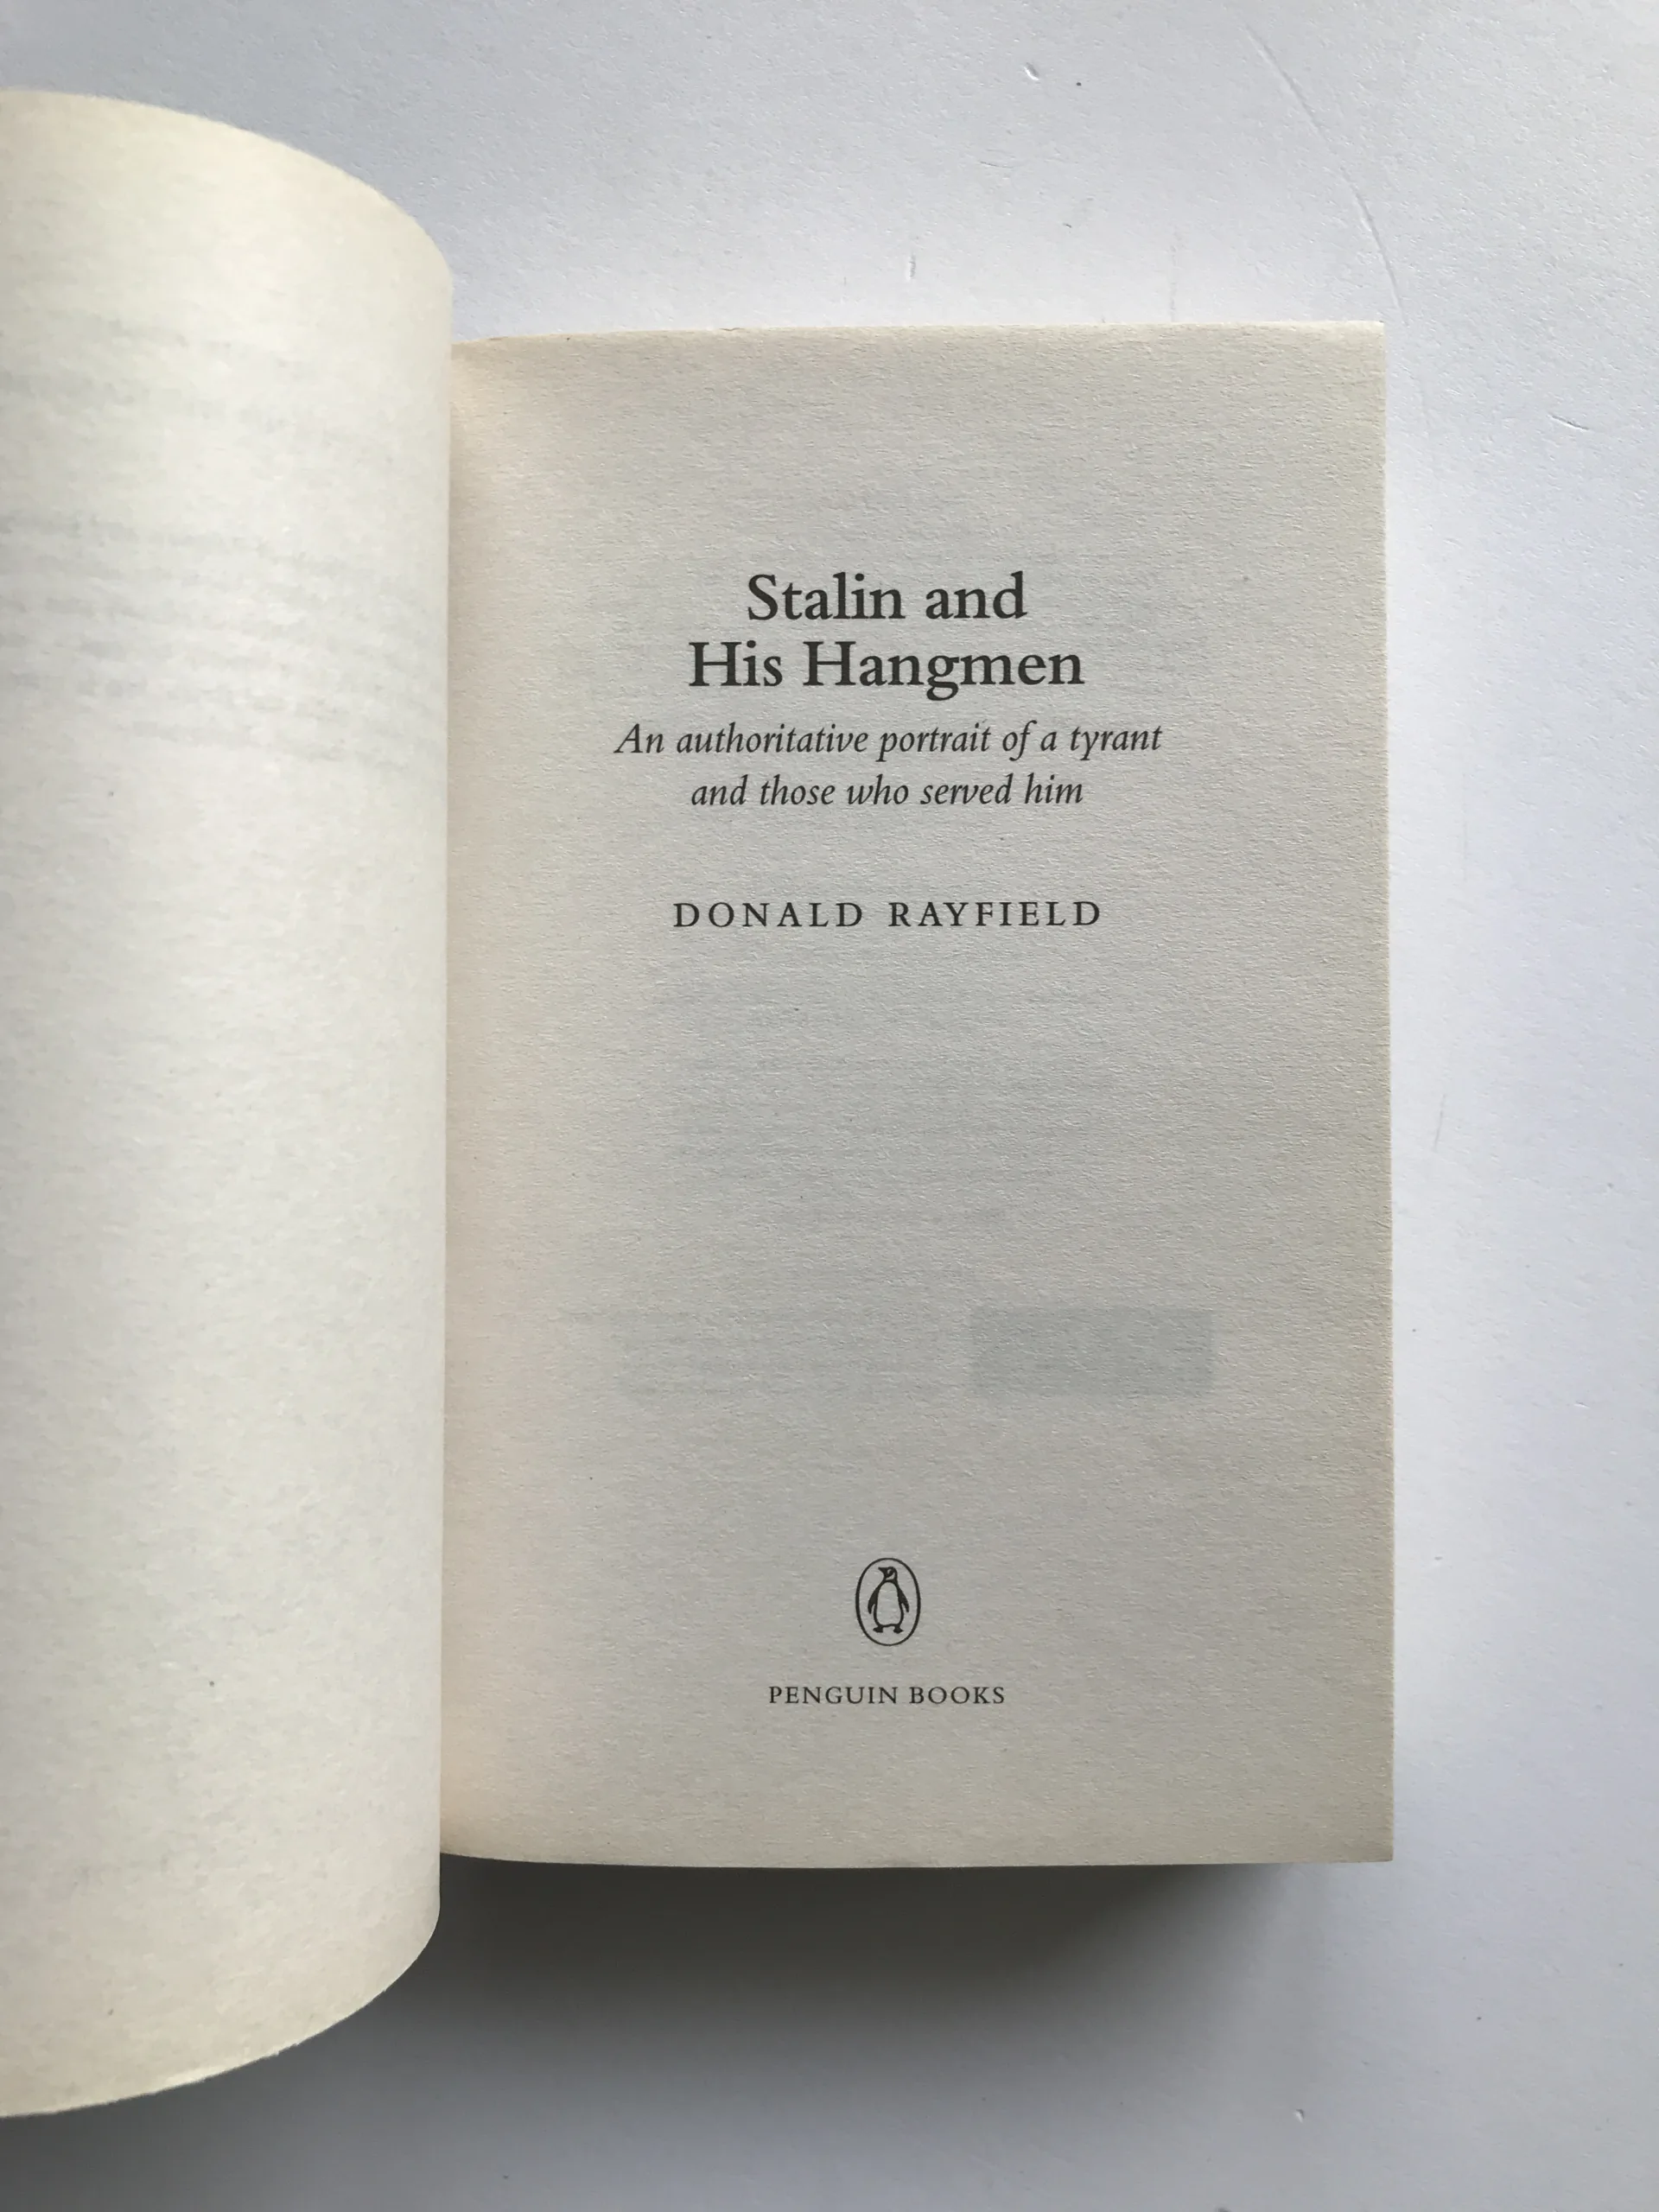 Stalin and
His Hangmen
An authoritative portrait of a tyrant
and those who served him
DONALD RAYFIELD
PENGUIN BOOKS